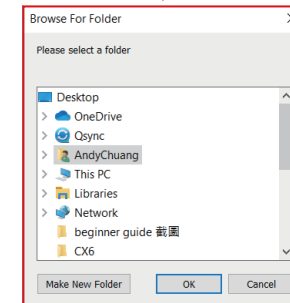 Browse For Folder
Please select a folder
Desktop
OneDrive
Qsync
AndyChuang
This PC
Libraries
Network
beginner guide 截圖
CX6
Make New Folder
OK
Cancel